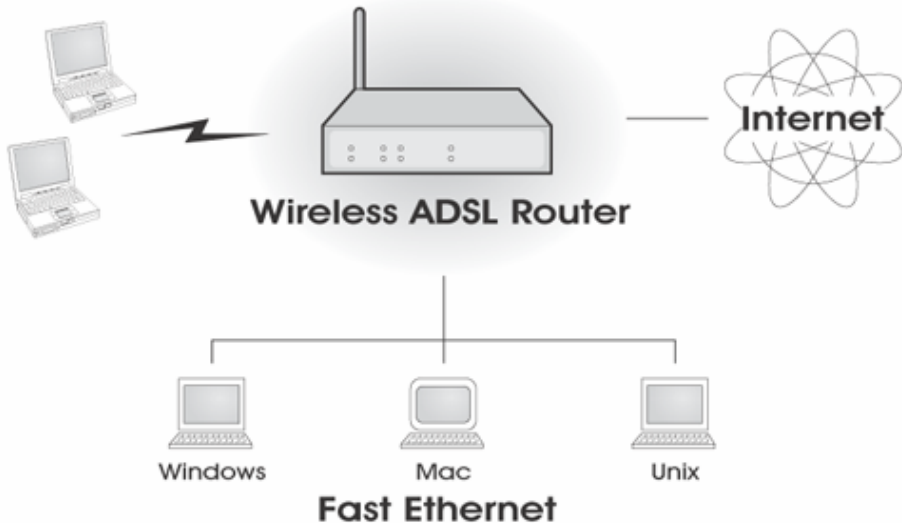 Internet
Wireless ADSL Router
Windows
Mac
Unix
Fast Ethernet